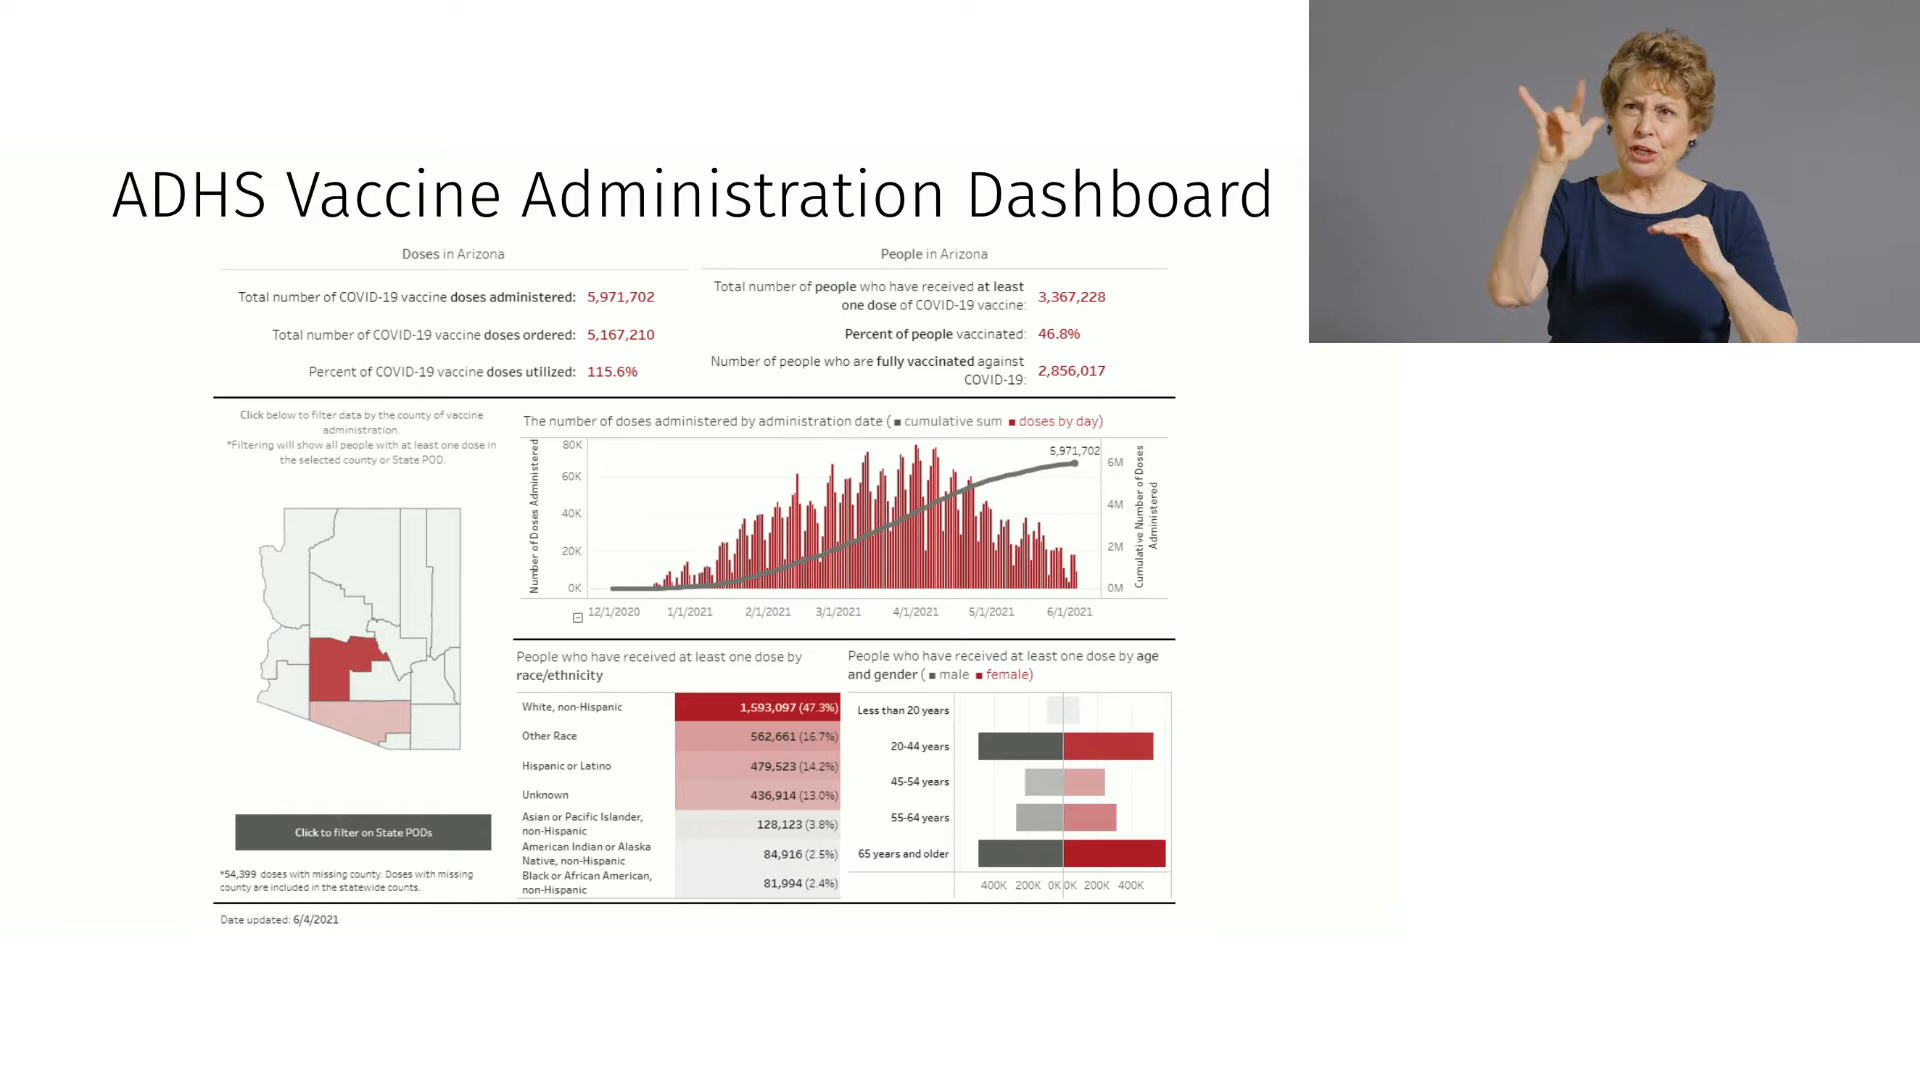 ADHS Vaccine Administration Dashboard
Doses in Arizona
Total number of COVID-19 vaccine doses administered: 5,971,702
Total number of COVID-19 vaccine doses ordered: 5,167,210
Percent of COVID-19 vaccine doses utilized: 115.6%
People in Arizona
Total number of people who have received at least
one dose of COVID-19 vaccine: 3,367,228
Percent of people vaccinated: 46.8%
Number of people who are fully vaccinated against
COVID-19: 2,856,017
Click below to filter data by the county of vaccine
administration.
*Filtering will show all people with at least one dose in
the selected county or State POD.
Click to filter on State PODs
*54,399 doses with missing county. Doses with missing
county are included in the statewide counts.
The number of doses administered by administration date ( cumulative sum doses by day)
Number of Doses Administered
80K
60K
40K
20K
0K
5,971,702
6M
4M
2M
0M
Cumulative Number of Doses
Administered
12/1/2020 1/1/2021 2/1/2021 3/1/2021 4/1/2021 5/1/2021 6/1/2021
People who have received at least one dose by
race/ethnicity
White, non-Hispanic 1,593,097 (47.3%)
Other Race 562,661 (16.7%)
Hispanic or Latino 479,523 (14.2%)
Unknown 436,914 (13.0%)
Asian or Pacific Islander,
non-Hispanic 128,123 (3.8%)
American Indian or Alaska
Native, non-Hispanic 84,916 (2.5%)
Black or African American,
non-Hispanic 81,994 (2.4%)
People who have received at least one dose by age
and gender ( male female)
Less than 20 years
20-44 years
45-54 years
55-64 years
65 years and older
400K 200K 0K 0K 200K 400K
Date updated: 6/4/2021